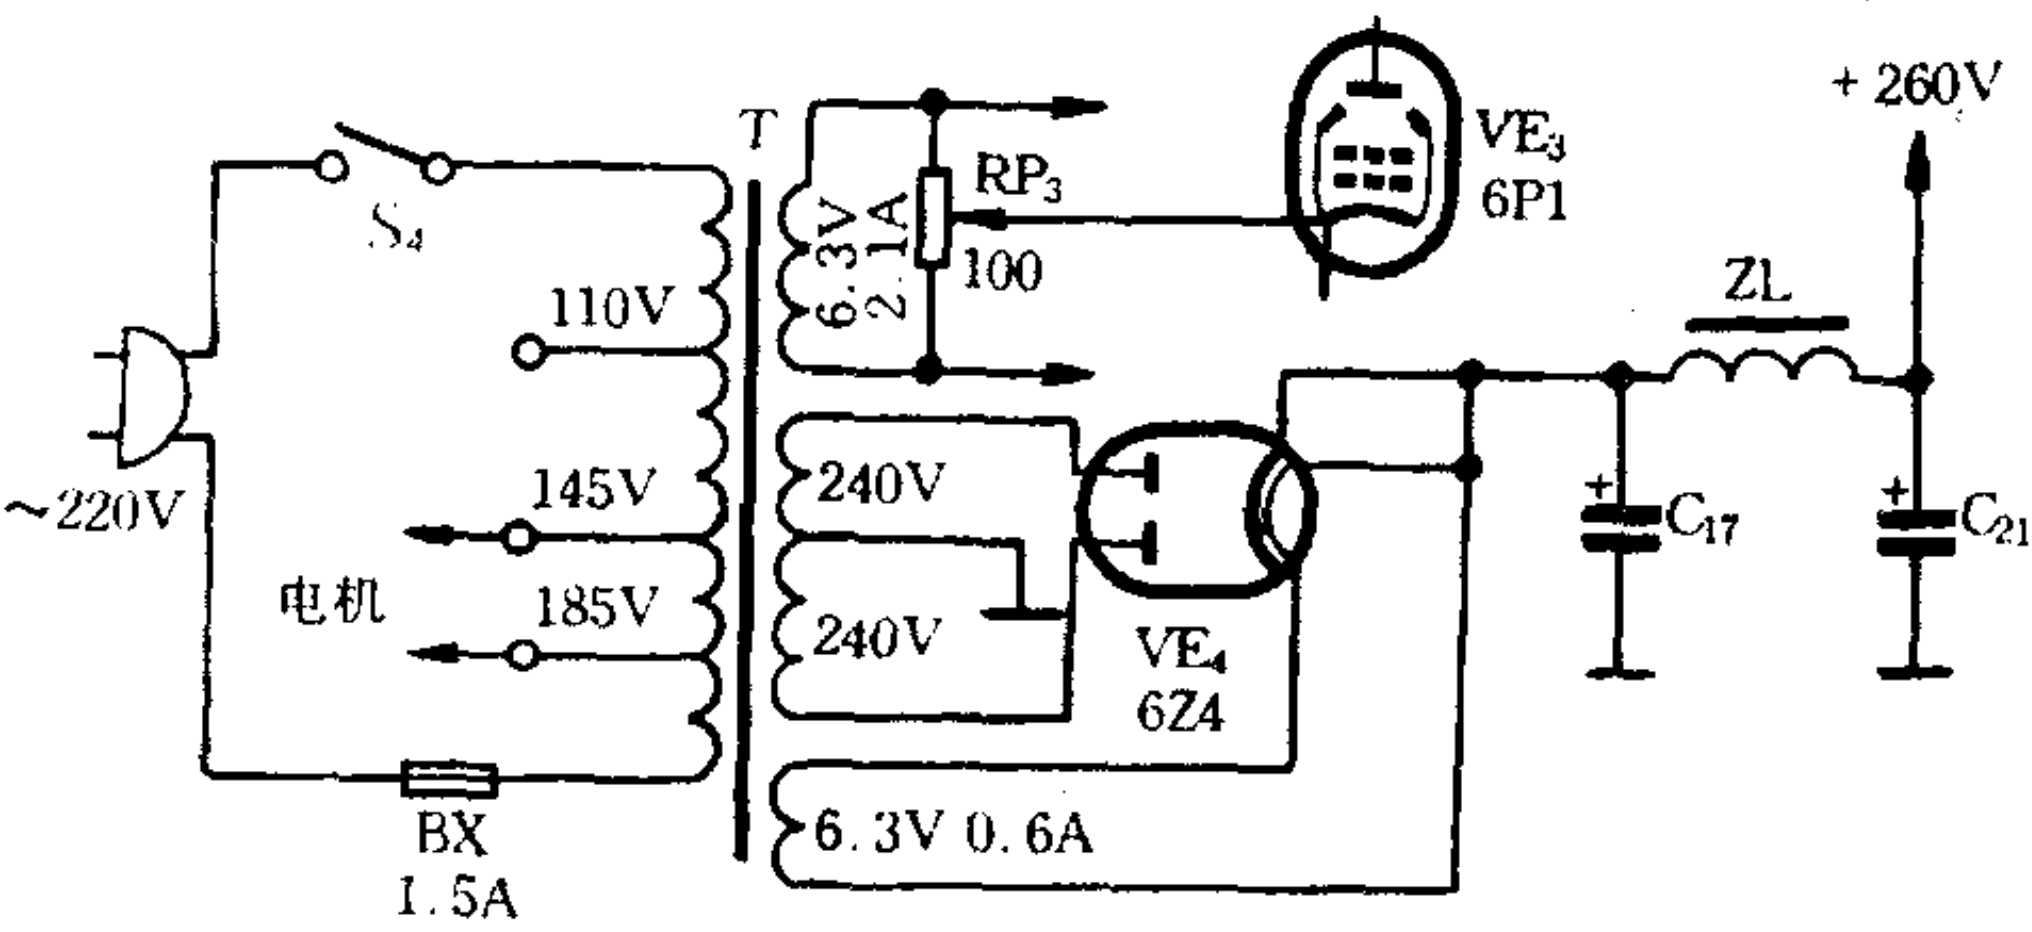 ~220V
S₄
110V
145V
电机
185V
BX
1.5A
T
6.3V
2.1A
RP₃
100
VE₃
6P1
240V
240V
VE₄
6Z4
6.3V 0.6A
ZL
+260V
+
C₁₇
+
C₂₁